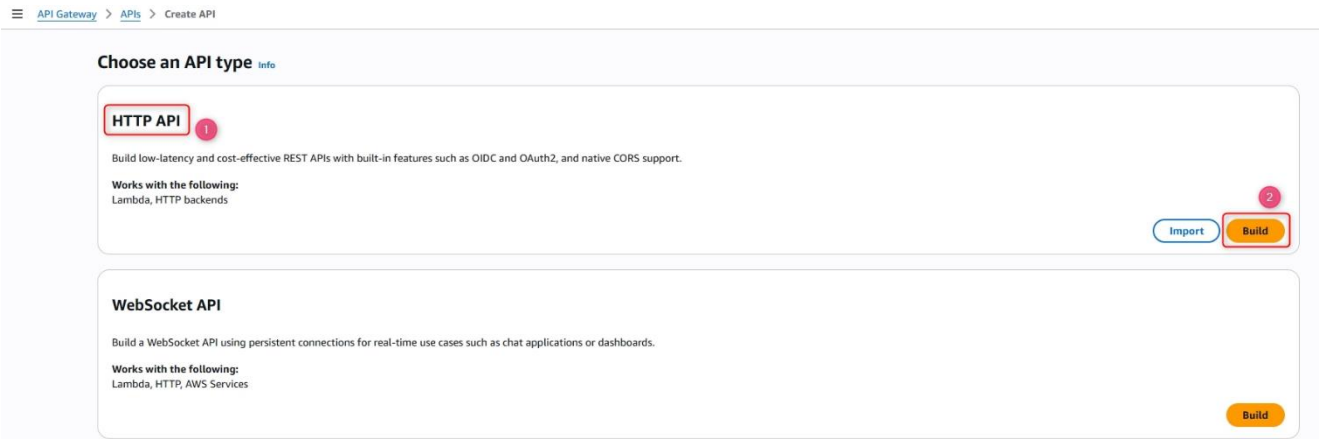 API Gateway > APIs > Create API
Choose an API type Info
HTTP API
1
Build low-latency and cost-effective REST APIs with built-in features such as OIDC and OAuth2, and native CORS support.
Works with the following:
Lambda, HTTP backends
2
Import Build
WebSocket API
Build a WebSocket API using persistent connections for real-time use cases such as chat applications or dashboards.
Works with the following:
Lambda, HTTP, AWS Services
Build